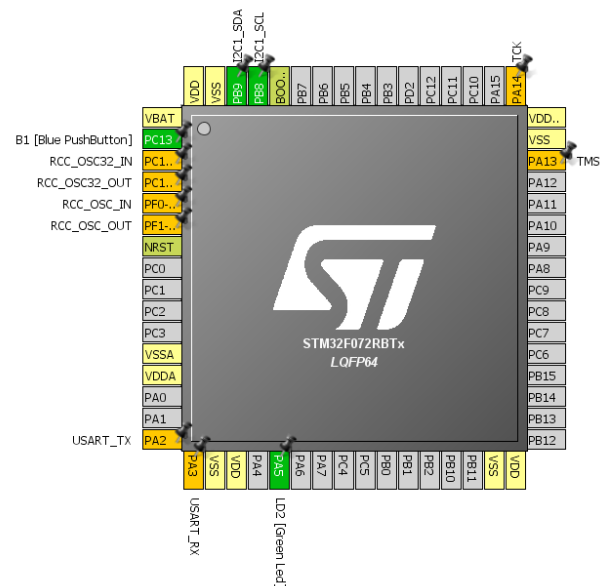 I2C1_SDA
I2C1_SCL
TCK
VDD
VSS
PB9
PB8
BOO..
PB7
PB6
PB5
PB4
PB3
PD2
PC12
PC11
PC10
PA15
PA14
VBAT
B1 [Blue PushButton] PC13
RCC_OSC32_IN PC1..
RCC_OSC32_OUT PC1..
RCC_OSC_IN PF0-..
RCC_OSC_OUT PF1-..
NRST
PC0
PC1
PC2
PC3
VSSA
VDDA
PA0
PA1
USART_TX PA2
VDD..
VSS
PA13 TMS
PA12
PA11
PA10
PA9
PA8
PC9
PC8
PC7
PC6
PB15
PB14
PB13
PB12
ST
STM32F072RBTx
LQFP64
PA3
VSS
VDD
PA4
PA5
PA6
PA7
PC4
PC5
PB0
PB1
PB2
PB10
PB11
VSS
VDD
USART_RX
LD2 [Green Led]